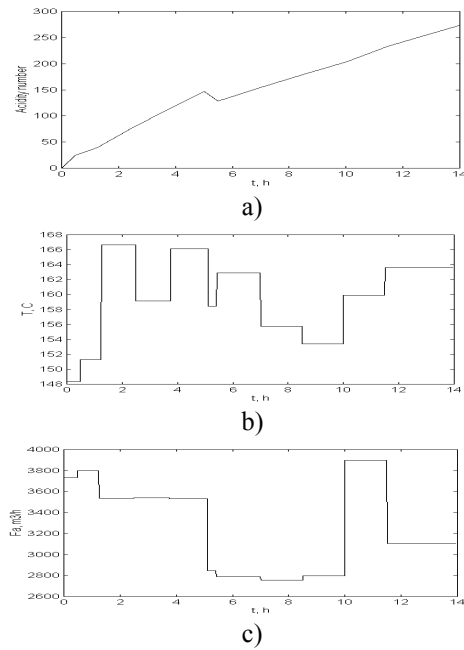 300
250
200
150
100
50
0
Acidity number
0 2 4 6 8 10 12 14
t, h
a)
168
166
164
162
160
158
156
154
152
150
148
T,C
0 2 4 6 8 10 12 14
t, h
b)
4000
3800
3600
3400
3200
3000
2800
2600
Fa,m3/h
0 2 4 6 8 10 12 14
t, h
c)